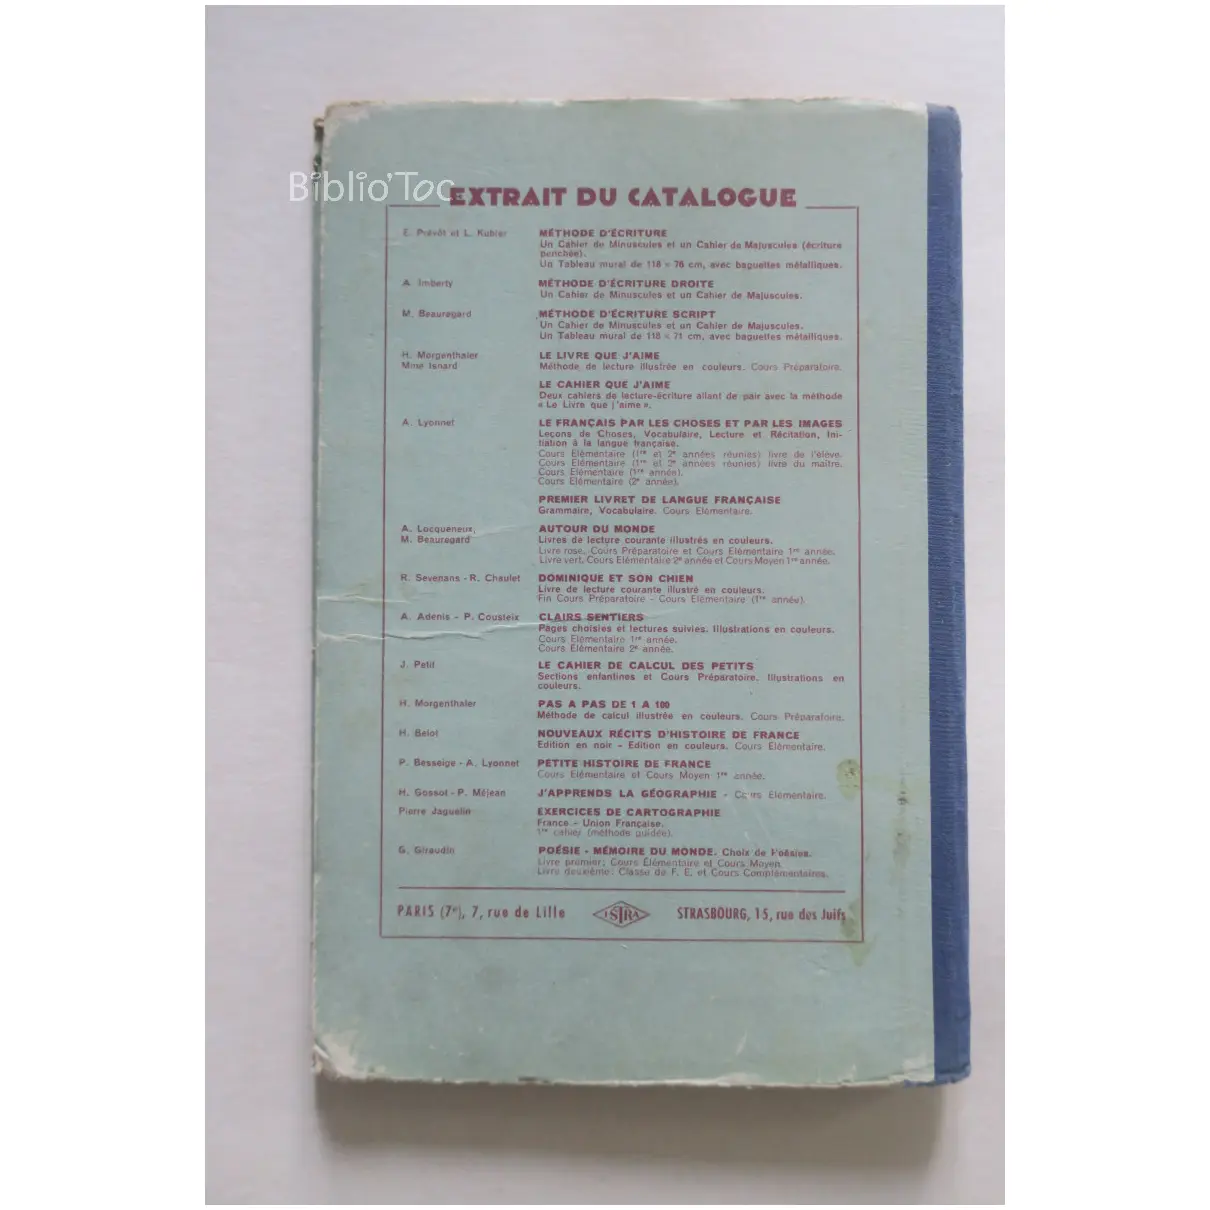 Biblio'Toc
EXTRAIT DU CATALOGUE
E. Prévôt et L. Kubler MÉTHODE D'ÉCRITURE
Un Cahier de Minuscules et un Cahier de Majuscules (écriture
penchée).
Un Tableau mural de 118 × 76 cm, avec baguettes métalliques.
A. Imberty MÉTHODE D'ÉCRITURE DROITE
Un Cahier de Minuscules et un Cahier de Majuscules.
M. Beauregard MÉTHODE D'ÉCRITURE SCRIPT
Un Cahier de Minuscules et un Cahier de Majuscules.
Un Tableau mural de 118 × 71 cm, avec baguettes métalliques.
H. Morgenthaler LE LIVRE QUE J'AIME
Mme Isnard Méthode de lecture illustrée en couleurs. Cours Préparatoire.
LE CAHIER QUE J'AIME
Deux cahiers de lecture-écriture allant de pair avec la méthode
« Le Livre que j'aime ».
A. Lyonnet LE FRANÇAIS PAR LES CHOSES ET PAR LES IMAGES
Leçons de Choses, Vocabulaire, Lecture et Récitation, Ini-
tiation à la langue française.
Cours Elémentaire (1re et 2e années réunies) livre de l'élève.
Cours Elémentaire (1re et 2e années réunies) livre du maître.
Cours Elémentaire (1re année).
Cours Elémentaire (2e année).
PREMIER LIVRET DE LANGUE FRANÇAISE
Grammaire, Vocabulaire. Cours Elémentaire.
A. Locqueneux, AUTOUR DU MONDE
M. Beauregard Livres de lecture courante illustrés en couleurs.
Livre rose, Cours Préparatoire et Cours Elémentaire 1re année.
Livre vert, Cours Elémentaire 2e année et Cours Moyen 1re année.
R. Sevenans - R. Chaulet DOMINIQUE ET SON CHIEN
Livre de lecture courante illustré en couleurs.
Fin Cours Préparatoire - Cours Elémentaire (1re année).
A. Adenis - P. Cousteix CLAIRS SENTIERS
Pages choisies et lectures suivies. Illustrations en couleurs.
Cours Elémentaire 1re année.
Cours Elémentaire 2e année.
J. Petit LE CAHIER DE CALCUL DES PETITS
Sections enfantines et Cours Préparatoire. Illustrations en
couleurs.
H. Morgenthaler PAS A PAS DE 1 A 100
Méthode de calcul illustrée en couleurs. Cours Préparatoire.
H. Belot NOUVEAUX RÉCITS D'HISTOIRE DE FRANCE
Edition en noir - Edition en couleurs. Cours Elémentaire.
P. Besseige - A. Lyonnet PETITE HISTOIRE DE FRANCE
Cours Elémentaire et Cours Moyen 1re année.
H. Gossot - P. Méjean J'APPRENDS LA GÉOGRAPHIE - Cours Elémentaire.
Pierre Jaquelin EXERCICES DE CARTOGRAPHIE
France - Union Française.
1er cahier (méthode guidée).
G. Giraudin POÉSIE - MÉMOIRE DU MONDE. Choix de Poésies.
Livre premier: Cours Élémentaire et Cours Moyen.
Livre deuxième: Classe de F. E. et Cours Complémentaires.
PARIS (7e), 7, rue de Lille ISTRA STRASBOURG, 15, rue des Juifs